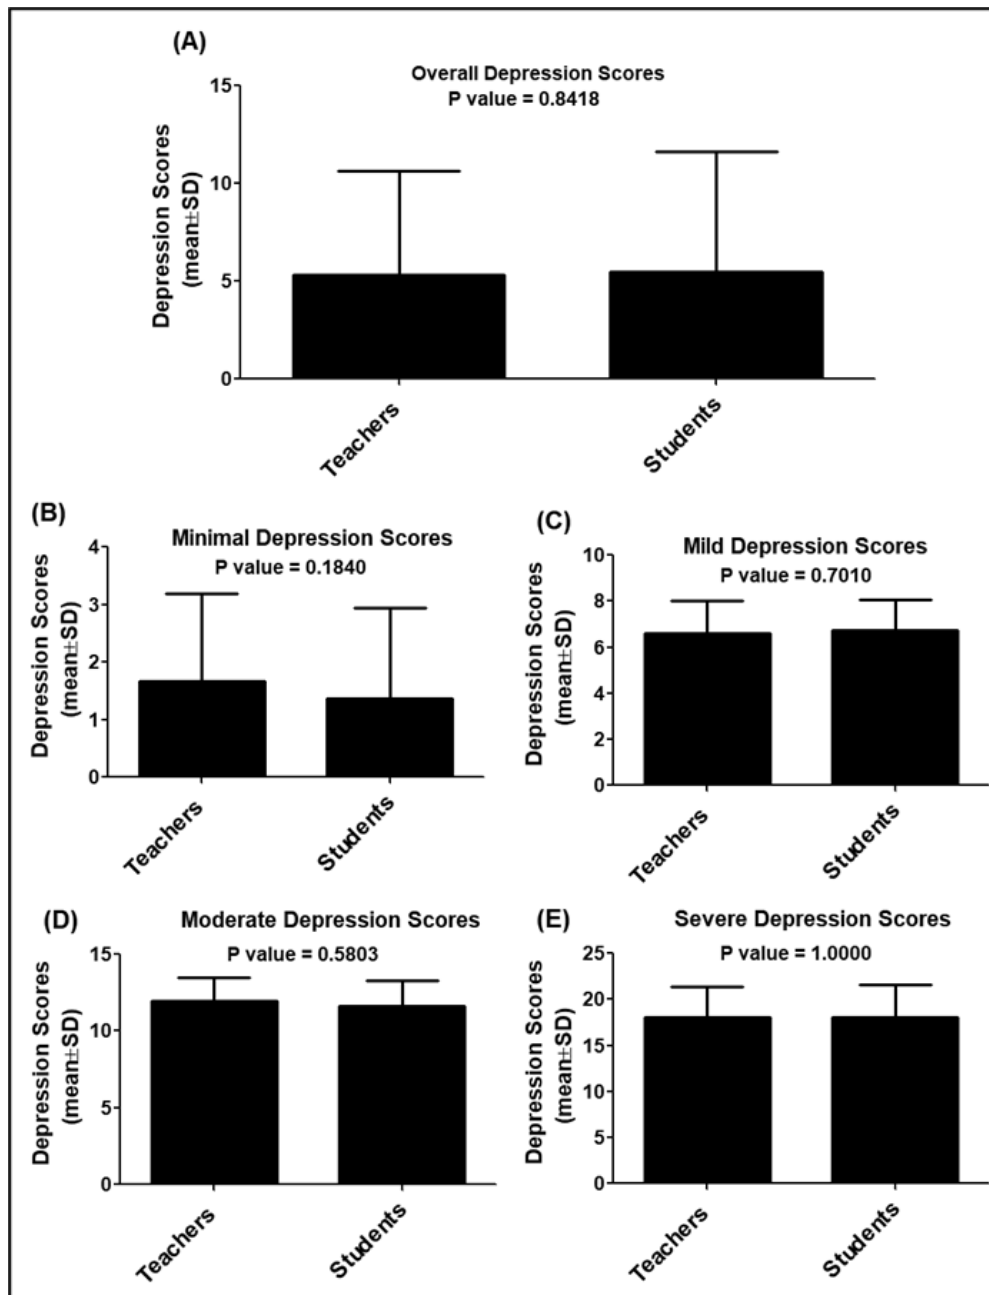 (A)
Overall Depression Scores
P value = 0.8418
Depression Scores
(mean±SD)
15
10
5
0
Teachers
Students
(B)
Minimal Depression Scores
P value = 0.1840
Depression Scores
(mean±SD)
4
3
2
1
0
Teachers
Students
(C)
Mild Depression Scores
P value = 0.7010
Depression Scores
(mean±SD)
10
8
6
4
2
0
Teachers
Students
(D)
Moderate Depression Scores
P value = 0.5803
Depression Scores
(mean±SD)
15
10
5
0
Teachers
Students
(E)
Severe Depression Scores
P value = 1.0000
Depression Scores
(mean±SD)
25
20
15
10
5
0
Teachers
Students